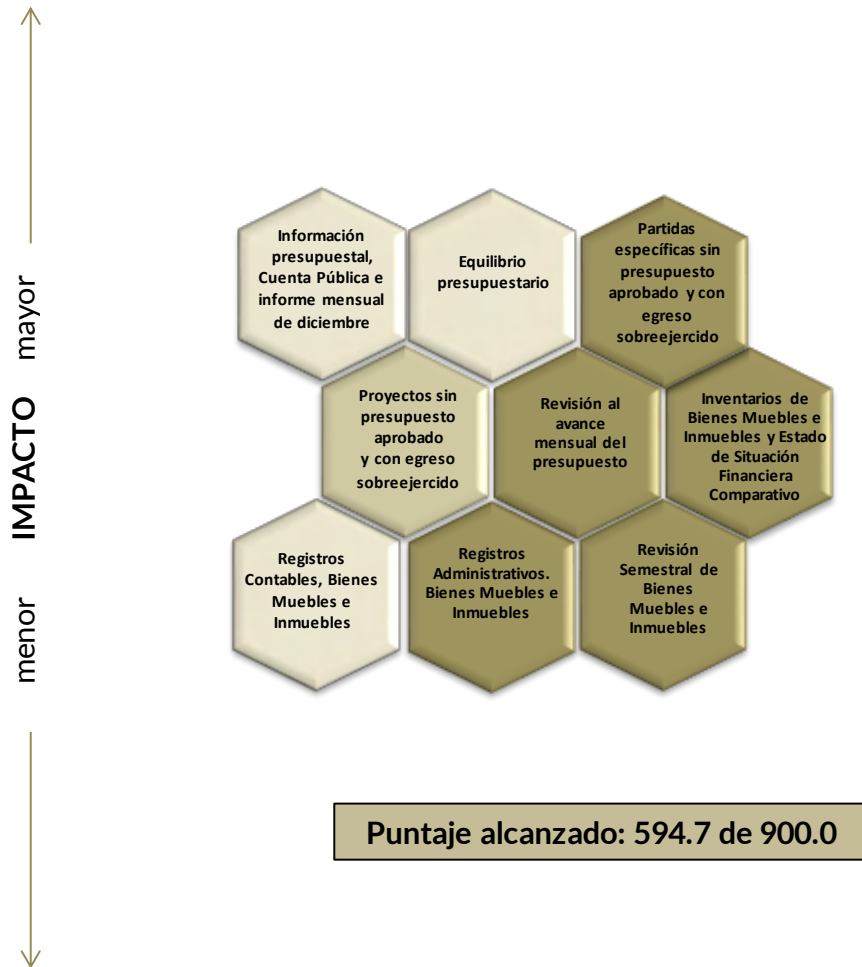 Información
presupuestal,
Cuenta Pública e
informe mensual
de diciembre
Equilibrio
presupuestario
Partidas
específicas sin
presupuesto
aprobado y con
egreso
sobreejercido
Proyectos sin
presupuesto
aprobado
y con egreso
sobreejercido
Revisión al
avance
mensual del
presupuesto
Inventarios de
Bienes Muebles e
Inmuebles y Estado
de Situación
Financiera
Comparativo
Registros
Contables, Bienes
Muebles e
Inmuebles
Registros
Administrativos.
Bienes Muebles e
Inmuebles
Revisión
Semestral de
Bienes
Muebles e
Inmuebles
menor IMPACTO mayor
Puntaje alcanzado: 594.7 de 900.0